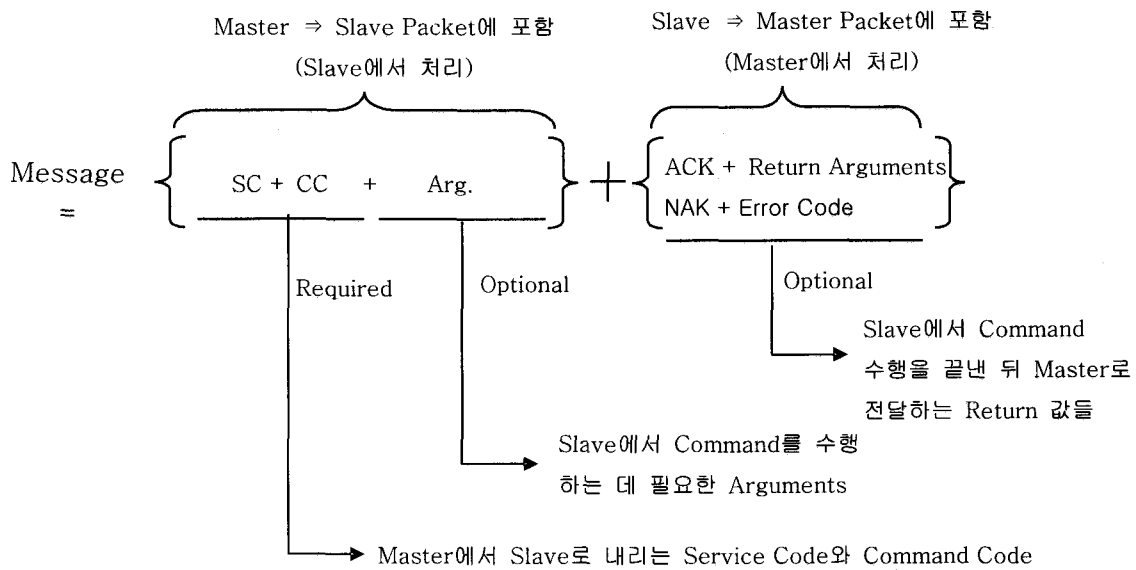 Master ⇒ Slave Packet에 포함
(Slave에서 처리)
Slave ⇒ Master Packet에 포함
(Master에서 처리)
Message
=
SC + CC + Arg.
+
ACK + Return Arguments
NAK + Error Code
Required
Optional
Optional
Slave에서 Command
수행을 끝낸 뒤 Master로
전달하는 Return 값들
Slave에서 Command를 수행
하는 데 필요한 Arguments
Master에서 Slave로 내리는 Service Code와 Command Code